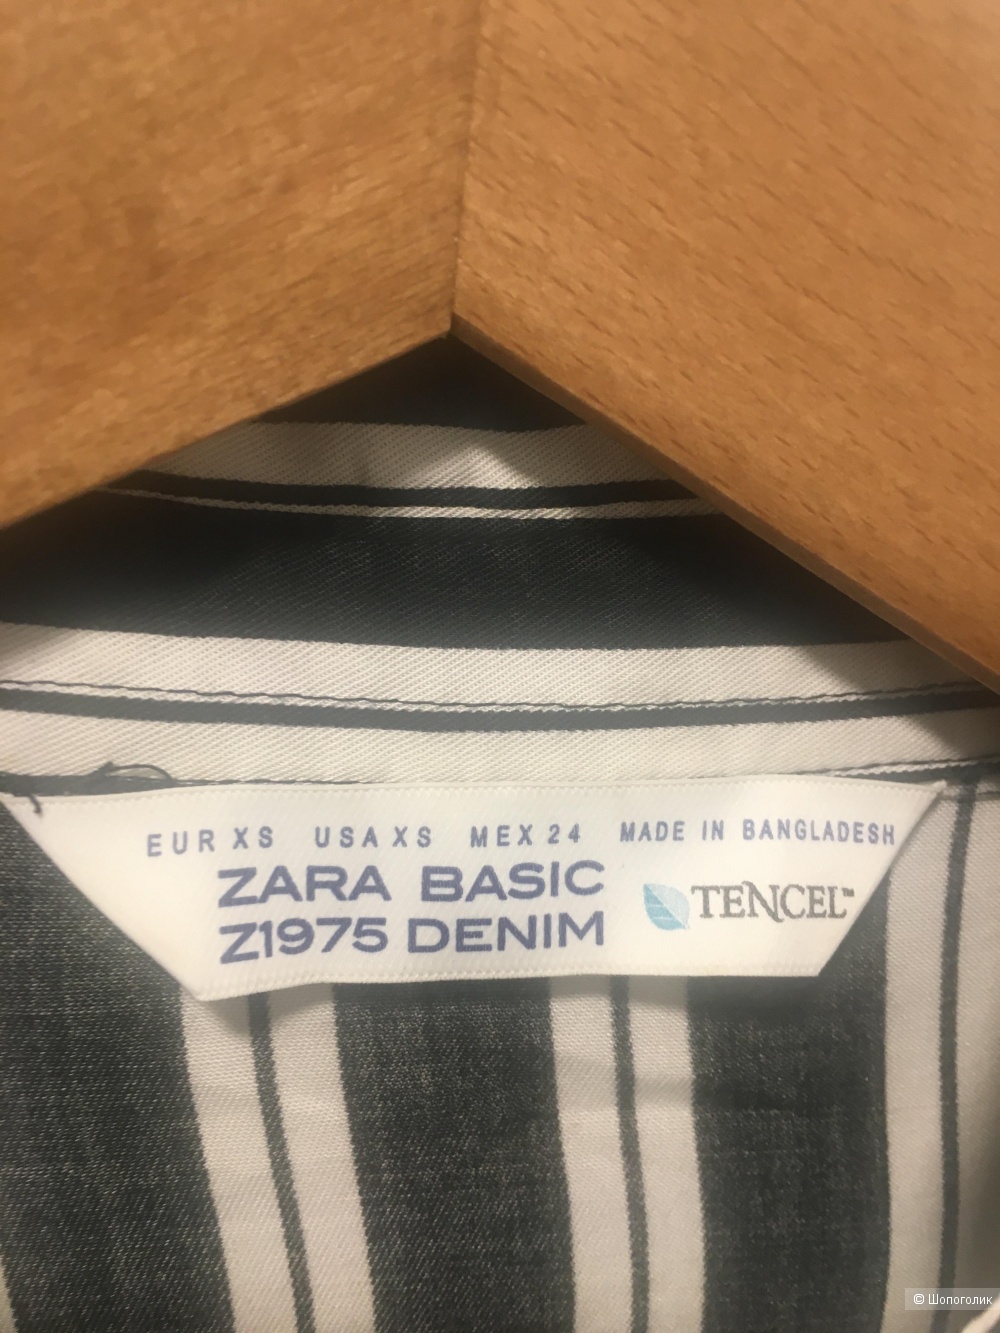 EUR XS USA XS MEX 24 MADE IN BANGLADESH
ZARA BASIC
Z1975 DENIM
TENCEL™
© Шопоголик